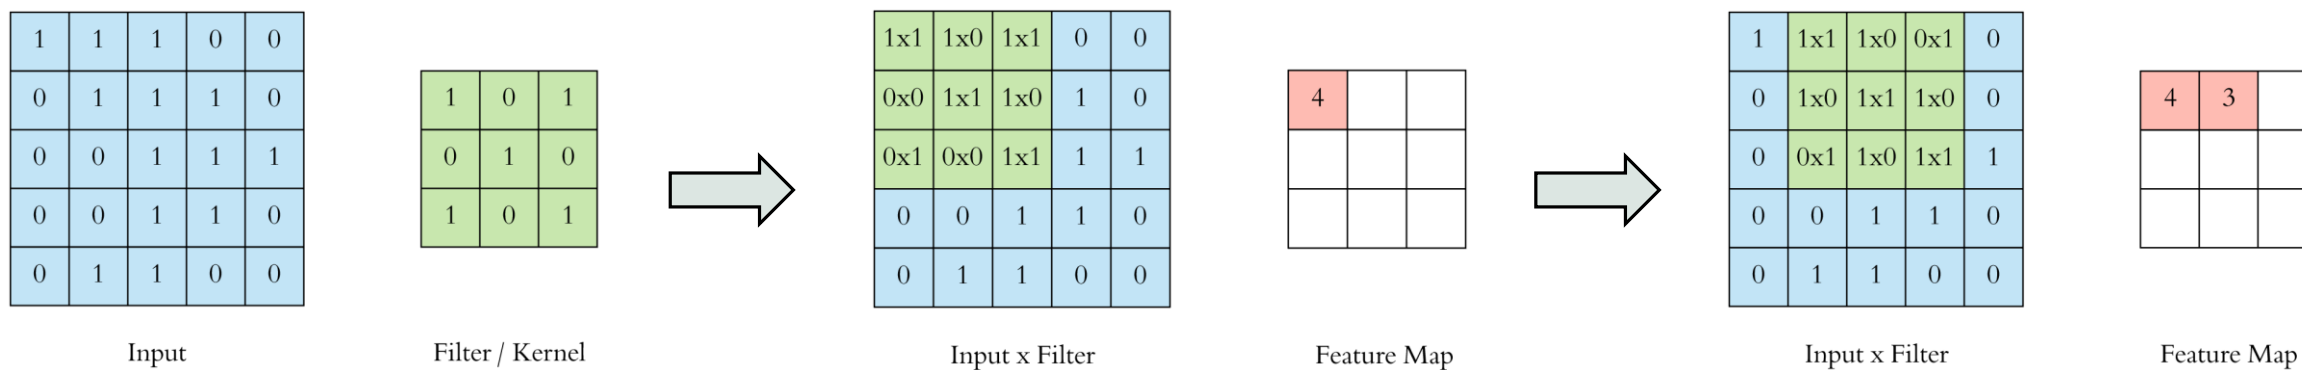 1 1 1 0 0
0 1 1 1 0
0 0 1 1 1
0 0 1 1 0
0 1 1 0 0
Input
1 0 1
0 1 0
1 0 1
Filter / Kernel
1x1 1x0 1x1 0 0
0x0 1x1 1x0 1 0
0x1 0x0 1x1 1 1
0 0 1 1 0
0 1 1 0 0
Input x Filter
4
Feature Map
1 1x1 1x0 0x1 0
0 1x0 1x1 1x0 0
0 0x1 1x0 1x1 1
0 0 1 1 0
0 1 1 0 0
Input x Filter
4 3
Feature Map